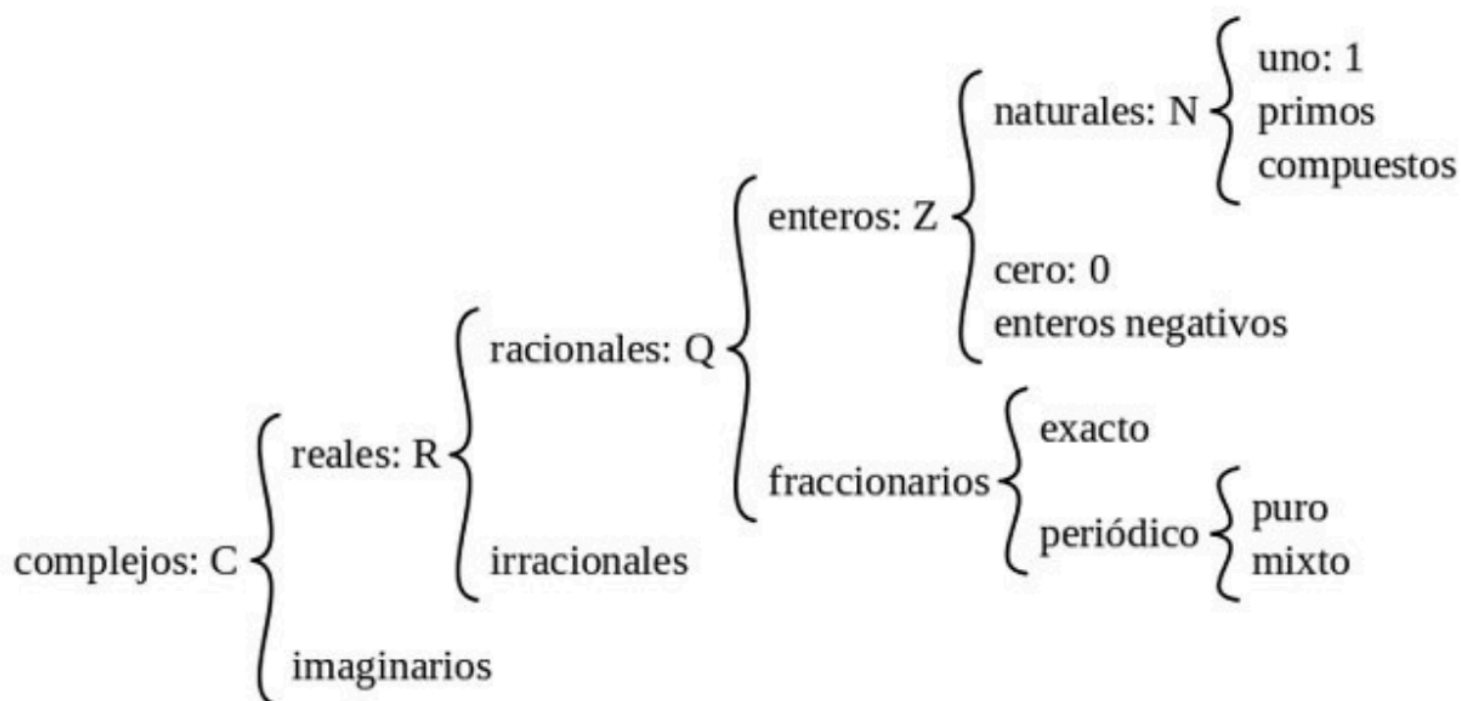 uno: 1
naturales: N
primos
compuestos
enteros: Z
cero: 0
enteros negativos
racionales: Q
exacto
reales: R
fraccionarios
puro
periódico
mixto
complejos: C
irracionales
imaginarios